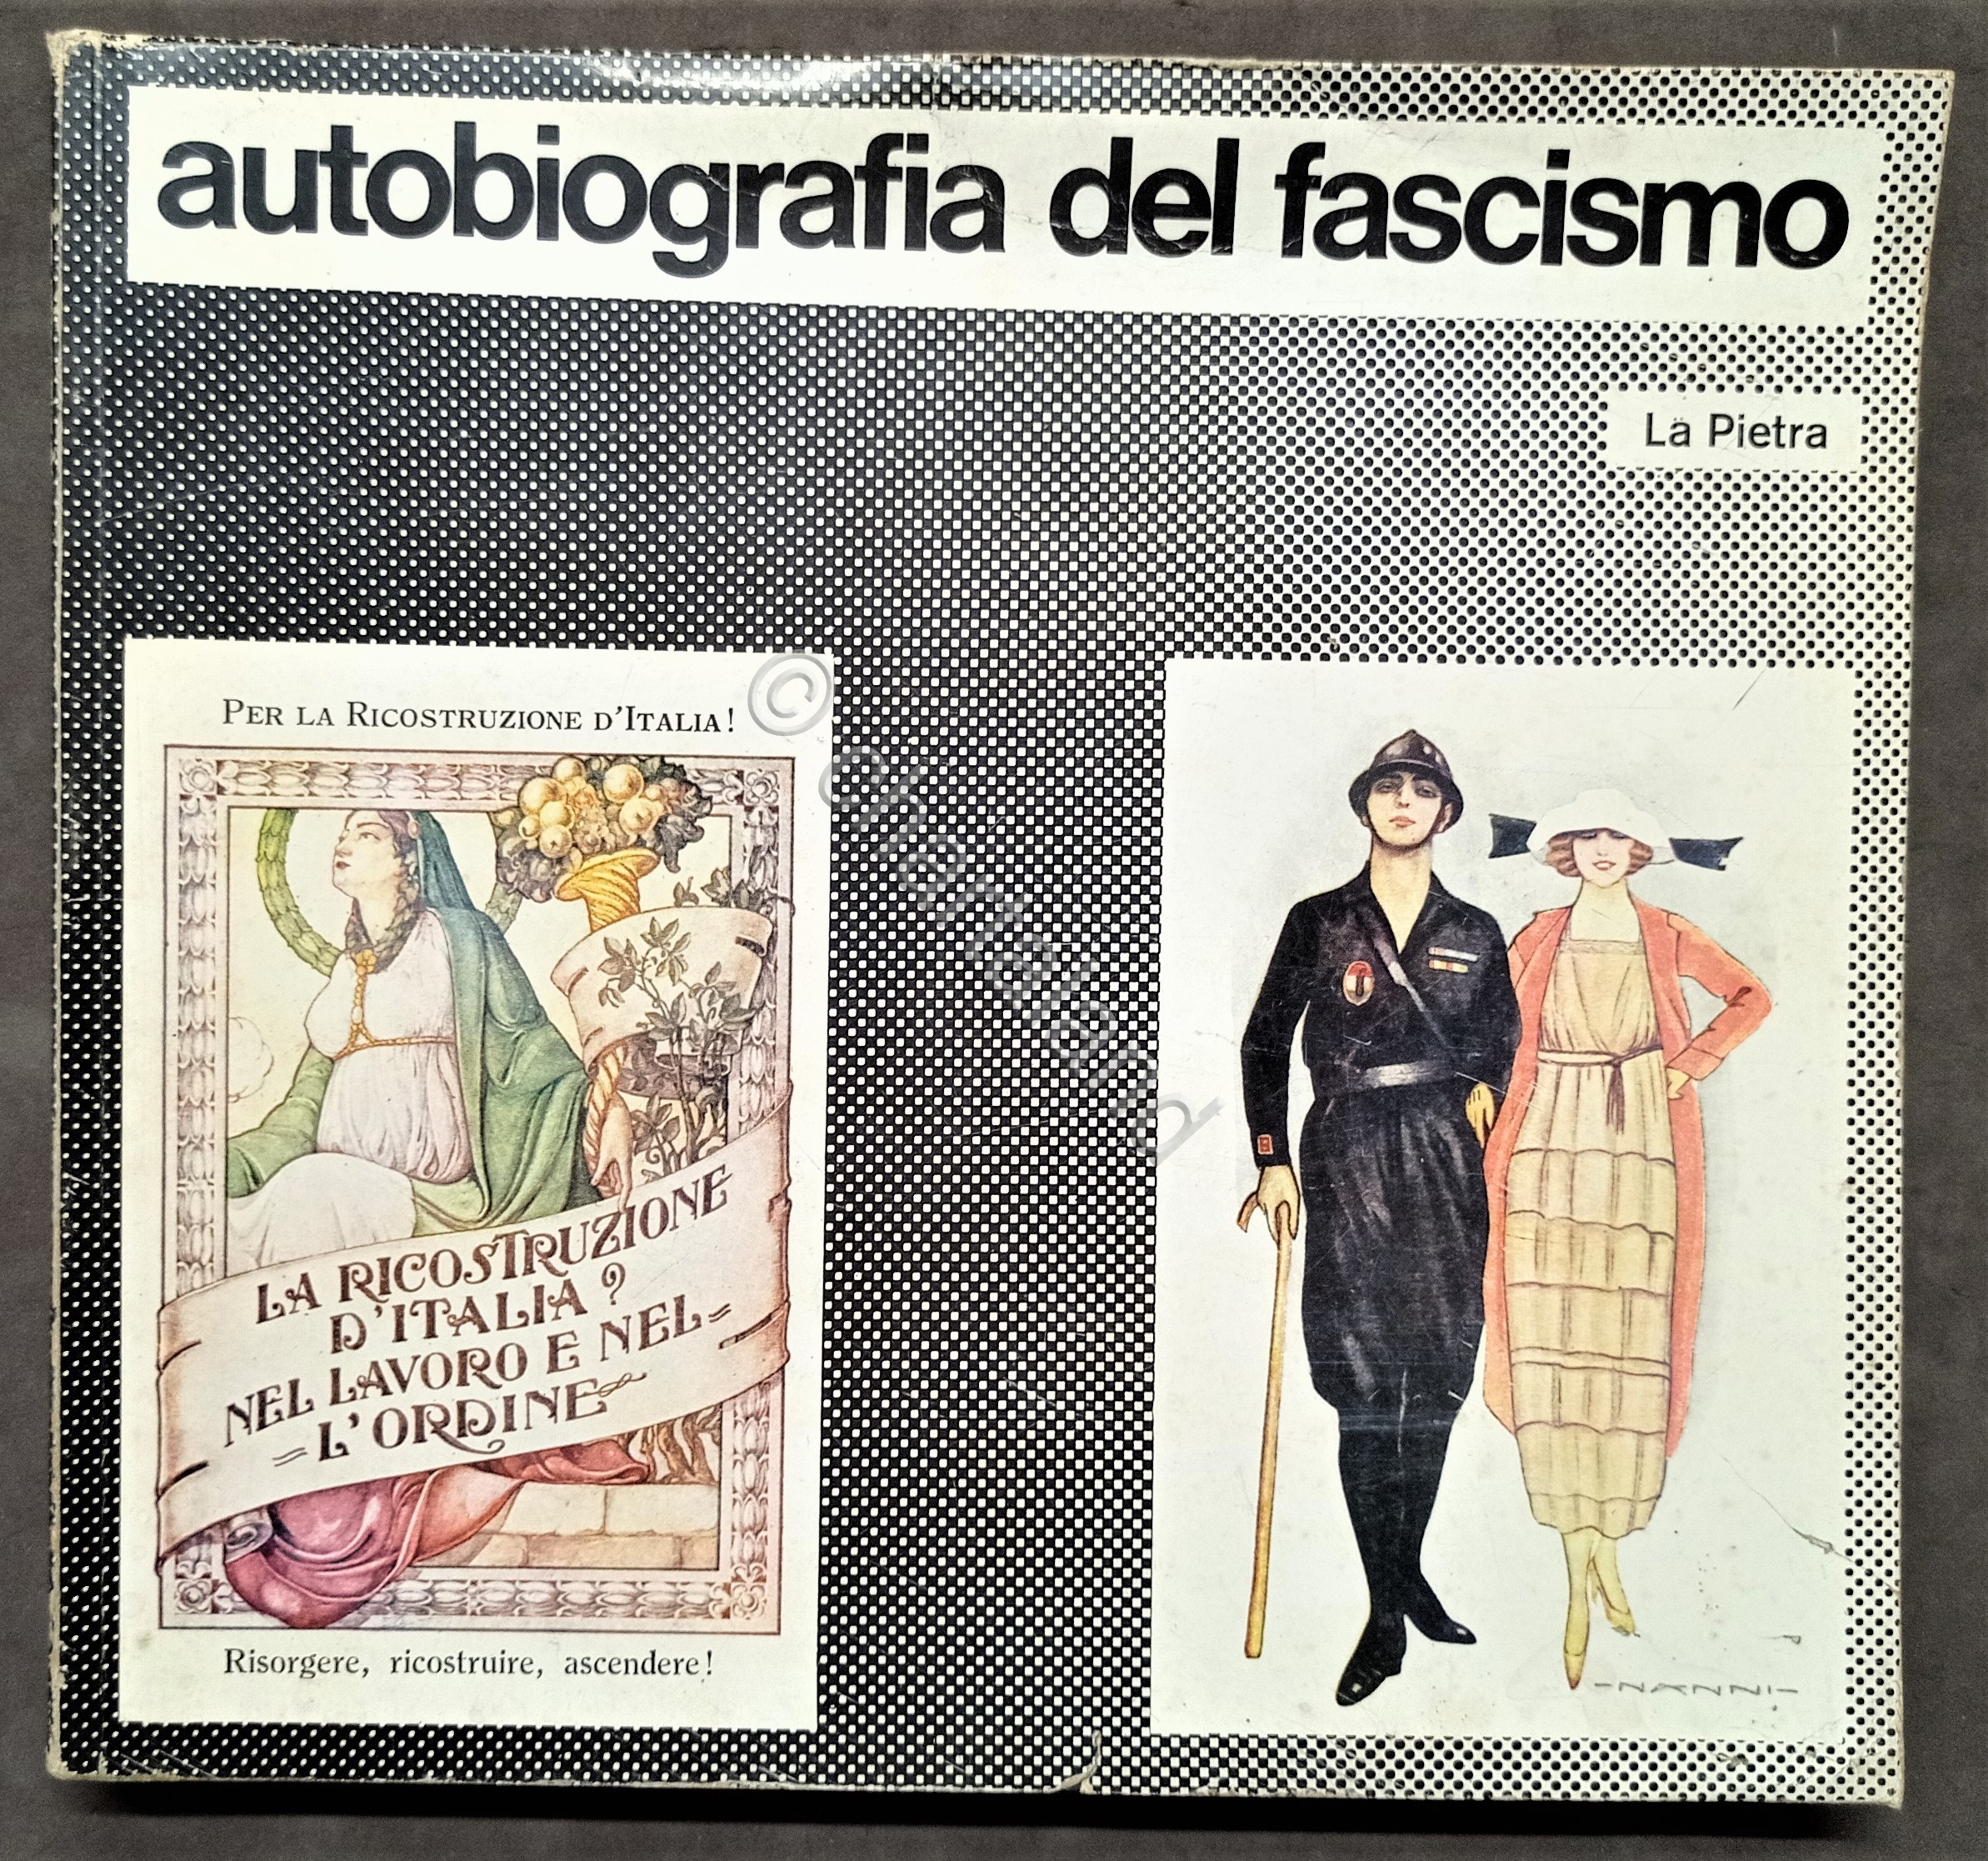 autobiografia del fascismo
La Pietra
PER LA RICOSTRUZIONE D'ITALIA!
LA RICOSTRUZIONE
D'ITALIA?
NEL LAVORO E NEL=
=L'ORDINE
Risorgere, ricostruire, ascendere!
NANNI
© charteland